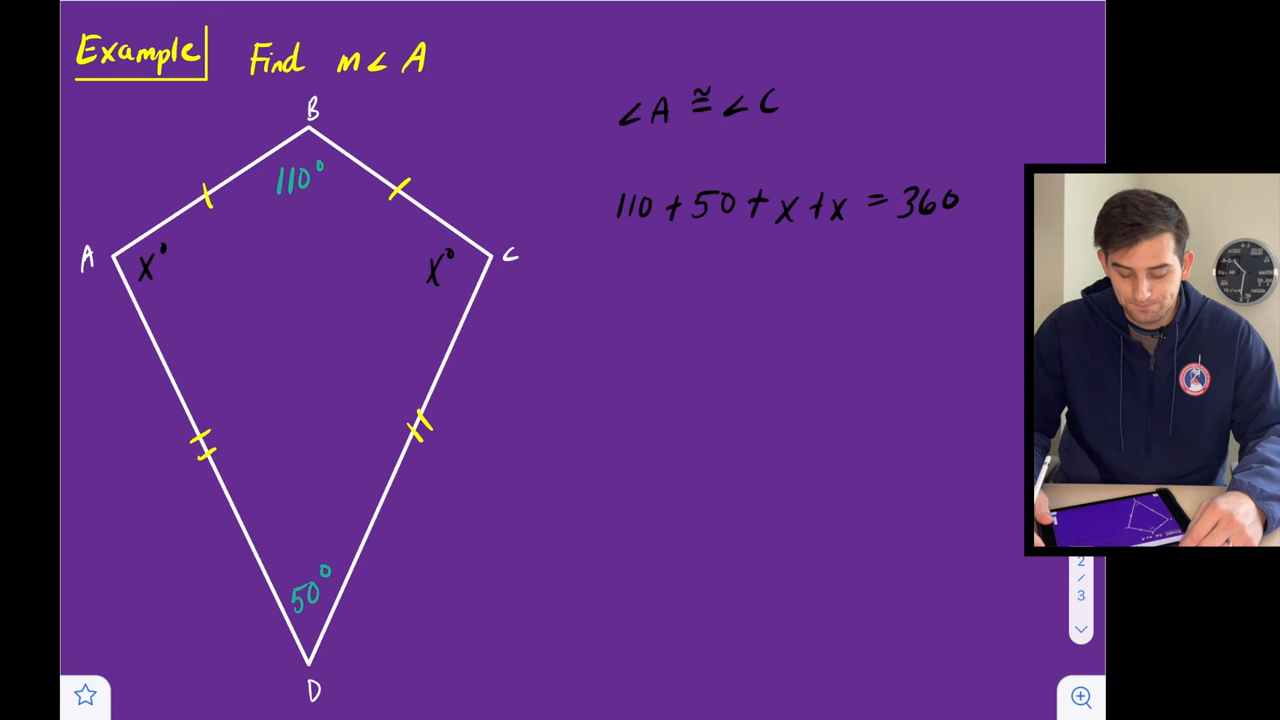 Example Find m∠A
B
110°
A x° x° C
50°
D
∠A ≅ ∠C
110 + 50 + x + x = 360
2
/
3